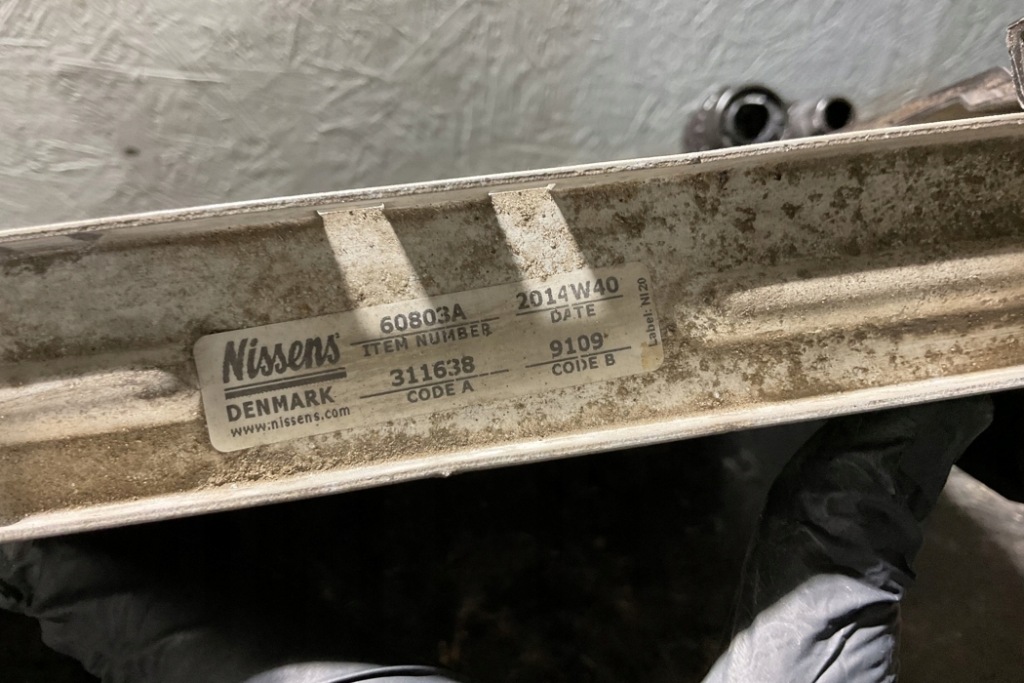 Nissens®
DENMARK
www.nissens.com
60803A
ITEM NUMBER
2014W40
DATE
311638
CODE A
9109
CODE B
Label: NI 20